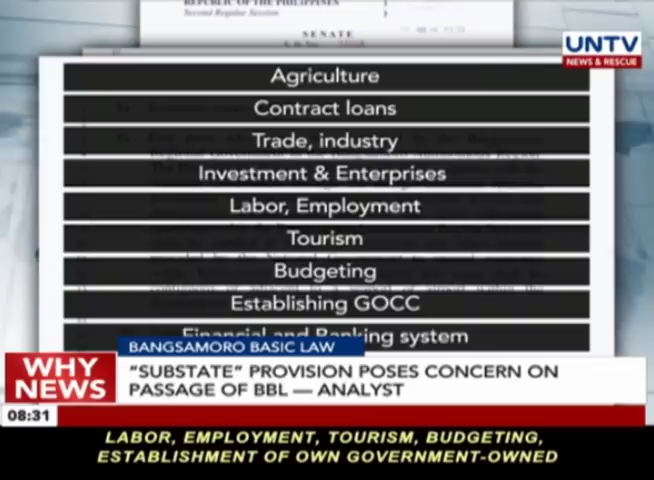 REPUBLIC OF THE PHILIPPINES
Second Regular Session
SENATE
UNTV
NEWS & RESCUE
Agriculture
Contract loans
Trade, industry
Investment & Enterprises
Labor, Employment
Tourism
Budgeting
Establishing GOCC
Financial and Banking system
BANGSAMORO BASIC LAW
WHY
NEWS
"SUBSTATE" PROVISION POSES CONCERN ON
PASSAGE OF BBL — ANALYST
08:31
LABOR, EMPLOYMENT, TOURISM, BUDGETING,
ESTABLISHMENT OF OWN GOVERNMENT-OWNED